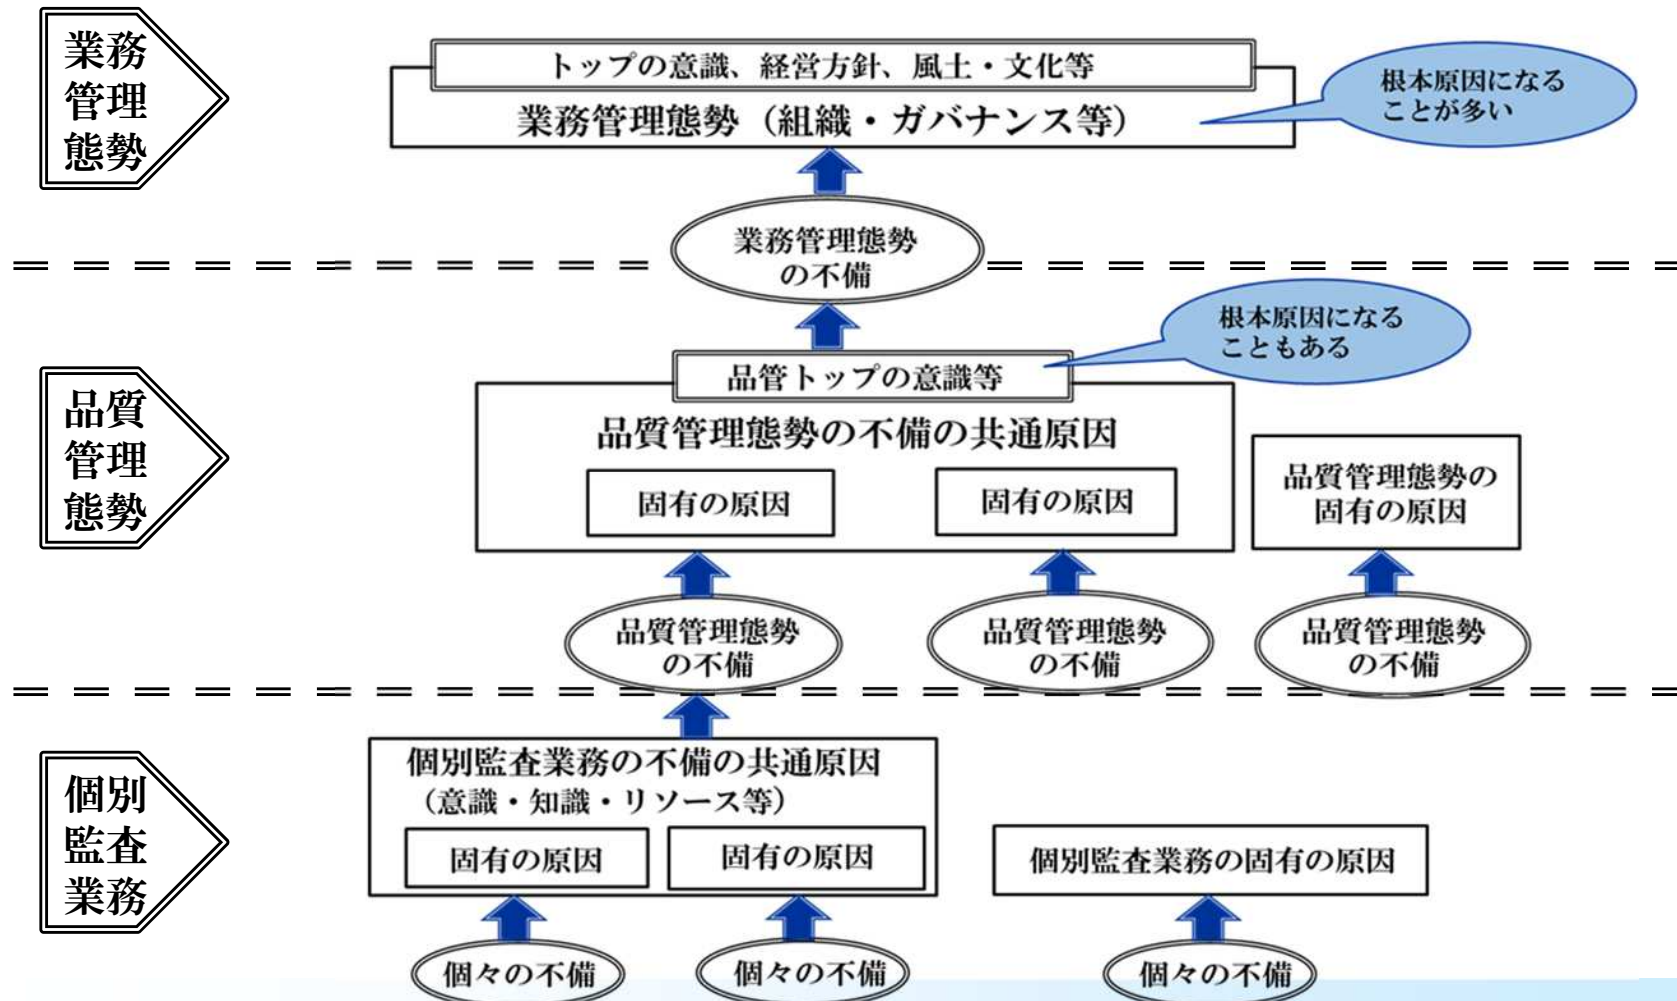 業務
管理
態勢
トップの意識、経営方針、風土・文化等
業務管理態勢（組織・ガバナンス等）
根本原因になる
ことが多い
業務管理態勢
の不備
品質
管理
態勢
根本原因になる
こともある
品管トップの意識等
品質管理態勢の不備の共通原因
固有の原因
固有の原因
品質管理態勢の
固有の原因
品質管理態勢
の不備
品質管理態勢
の不備
品質管理態勢
の不備
個別
監査
業務
個別監査業務の不備の共通原因
（意識・知識・リソース等）
固有の原因
固有の原因
個別監査業務の固有の原因
個々の不備
個々の不備
個々の不備